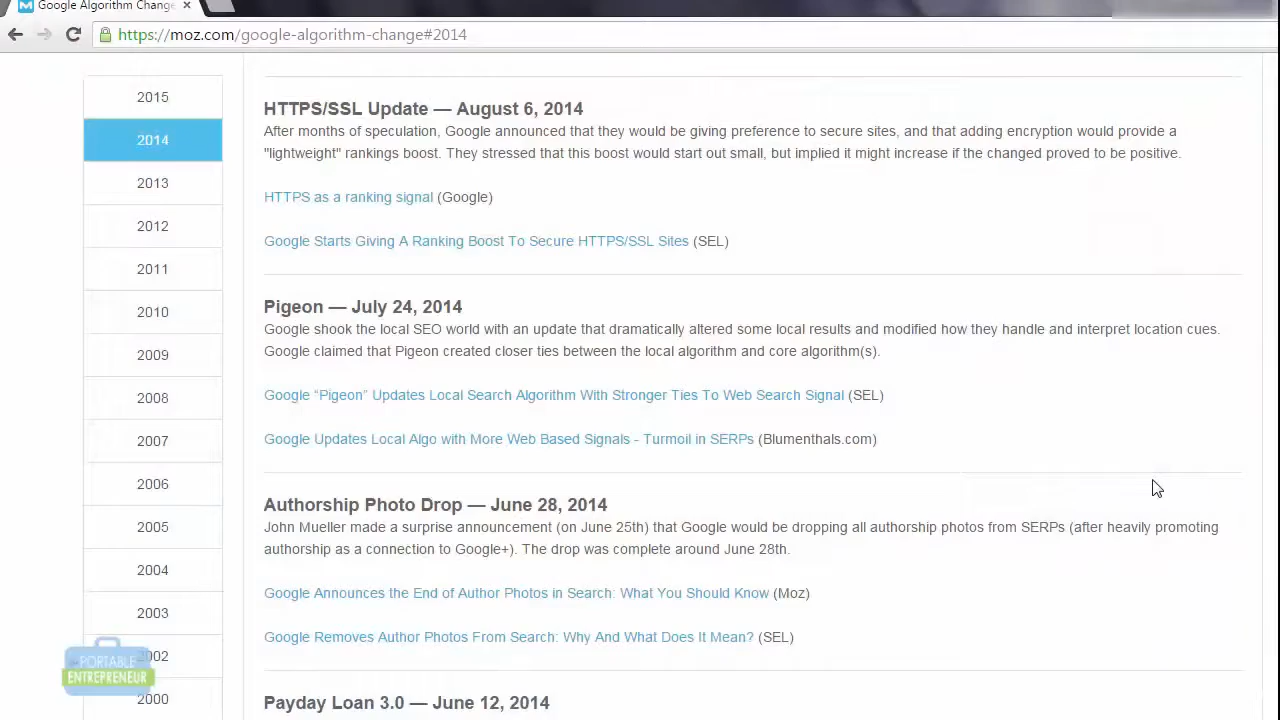 Google Algorithm Change
https://moz.com/google-algorithm-change#2014
2015
2014
2013
2012
2011
2010
2009
2008
2007
2006
2005
2004
2003
2002
2000
HTTPS/SSL Update — August 6, 2014
After months of speculation, Google announced that they would be giving preference to secure sites, and that adding encryption would provide a
"lightweight" rankings boost. They stressed that this boost would start out small, but implied it might increase if the changed proved to be positive.
HTTPS as a ranking signal (Google)
Google Starts Giving A Ranking Boost To Secure HTTPS/SSL Sites (SEL)
Pigeon — July 24, 2014
Google shook the local SEO world with an update that dramatically altered some local results and modified how they handle and interpret location cues.
Google claimed that Pigeon created closer ties between the local algorithm and core algorithm(s).
Google “Pigeon” Updates Local Search Algorithm With Stronger Ties To Web Search Signal (SEL)
Google Updates Local Algo with More Web Based Signals - Turmoil in SERPs (Blumenthals.com)
Authorship Photo Drop — June 28, 2014
John Mueller made a surprise announcement (on June 25th) that Google would be dropping all authorship photos from SERPs (after heavily promoting
authorship as a connection to Google+). The drop was complete around June 28th.
Google Announces the End of Author Photos in Search: What You Should Know (Moz)
Google Removes Author Photos From Search: Why And What Does It Mean? (SEL)
Payday Loan 3.0 — June 12, 2014
PORTABLE
ENTREPRENEUR